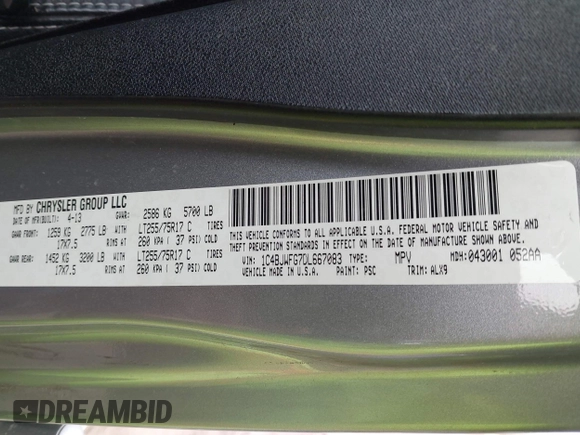 MFD BY CHRYSLER GROUP LLC
DATE OF MFR(BUILT): 4-13 GVWR: 2586 KG 5700 LB
GAWR FRONT: 1259 KG 2775 LB WITH LT255/75R17 C TIRES
17X7.5 RIMS AT 260 KPA ( 37 PSI) COLD
GAWR REAR: 1452 KG 3200 LB WITH LT255/75R17 C TIRES
17X7.5 RIMS AT 260 KPA ( 37 PSI) COLD
THIS VEHICLE CONFORMS TO ALL APPLICABLE U.S.A. FEDERAL MOTOR VEHICLE SAFETY AND
THEFT PREVENTION STANDARDS IN EFFECT ON THE DATE OF MANUFACTURE SHOWN ABOVE.
VIN: 1C4BJWFG7DL667083 TYPE: MPV MDH: 043001 052AA
VEHICLE MADE IN U.S.A. PAINT: PSC TRIM: ALX9
DREAMBID